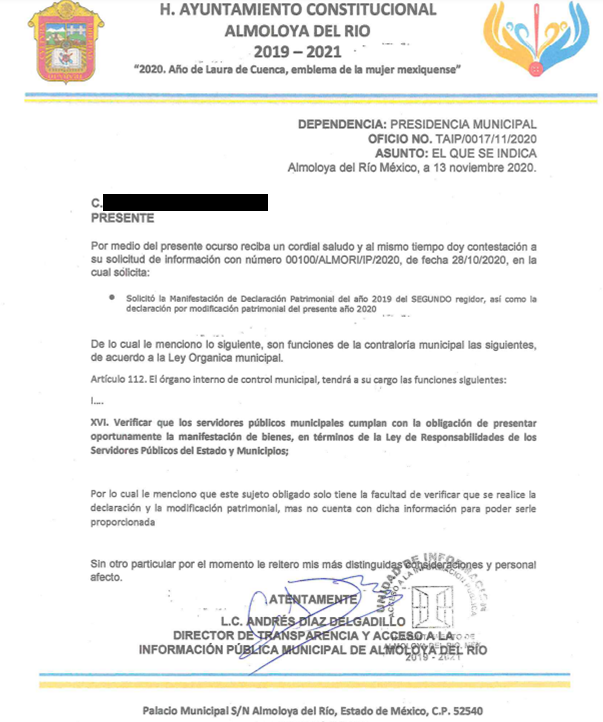 H. AYUNTAMIENTO CONSTITUCIONAL
ALMOLOYA DEL RIO
2019 – 2021
“2020. Año de Laura de Cuenca, emblema de la mujer mexiquense”
DEPENDENCIA: PRESIDENCIA MUNICIPAL
OFICIO NO. TAIP/0017/11/2020
ASUNTO: EL QUE SE INDICA
Almoloya del Río México, a 13 noviembre 2020.
C.
PRESENTE
Por medio del presente ocurso reciba un cordial saludo y al mismo tiempo doy contestación a
su solicitud de información con número 00100/ALMORI/IP/2020, de fecha 28/10/2020, en la
cual solicita:
• Solicitó la Manifestación de Declaración Patrimonial del año 2019 del SEGUNDO regidor, así como la
declaración por modificación patrimonial del presente año 2020
De lo cual le menciono lo siguiente, son funciones de la contraloría municipal las siguientes,
de acuerdo a la Ley Organica municipal.
Artículo 112. El órgano interno de control municipal, tendrá a su cargo las funciones siguientes:
I....
XVI. Verificar que los servidores públicos municipales cumplan con la obligación de presentar
oportunamente la manifestación de bienes, en términos de la Ley de Responsabilidades de los
Servidores Públicos del Estado y Municipios;
Por lo cual le menciono que este sujeto obligado solo tiene la facultad de verificar que se realice la
declaración y la modificación patrimonial, mas no cuenta con dicha información para poder serle
proporcionada
Sin otro particular por el momento le reitero mis más distinguidas consideraciones y personal
afecto.
ATENTAMENTE
L.C. ANDRÉS DÍAZ DELGADILLO
DIRECTOR DE TRANSPARENCIA Y ACCESO A LA
INFORMACIÓN PÚBLICA MUNICIPAL DE ALMOLOYA DEL RÍO
UNIDAD DE INFORMACIÓN
ACCESO A LA INFORMACIÓN PÚBLICA
2019 - 2021
Palacio Municipal S/N Almoloya del Río, Estado de México, C.P. 52540